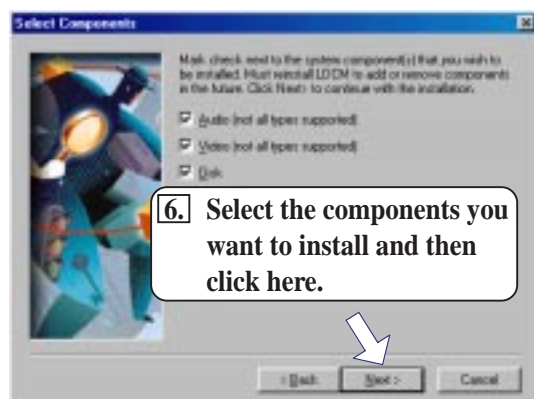 Select Components
Mark check next to the system component(s) that you wish to
be installed. Must reinstall LDCM to add or remove components
in the future. Click Next> to continue with the installation.
Audio (not all types supported)
Video (not all types supported)
Disk
6. Select the components you
want to install and then
click here.
< Back Next > Cancel